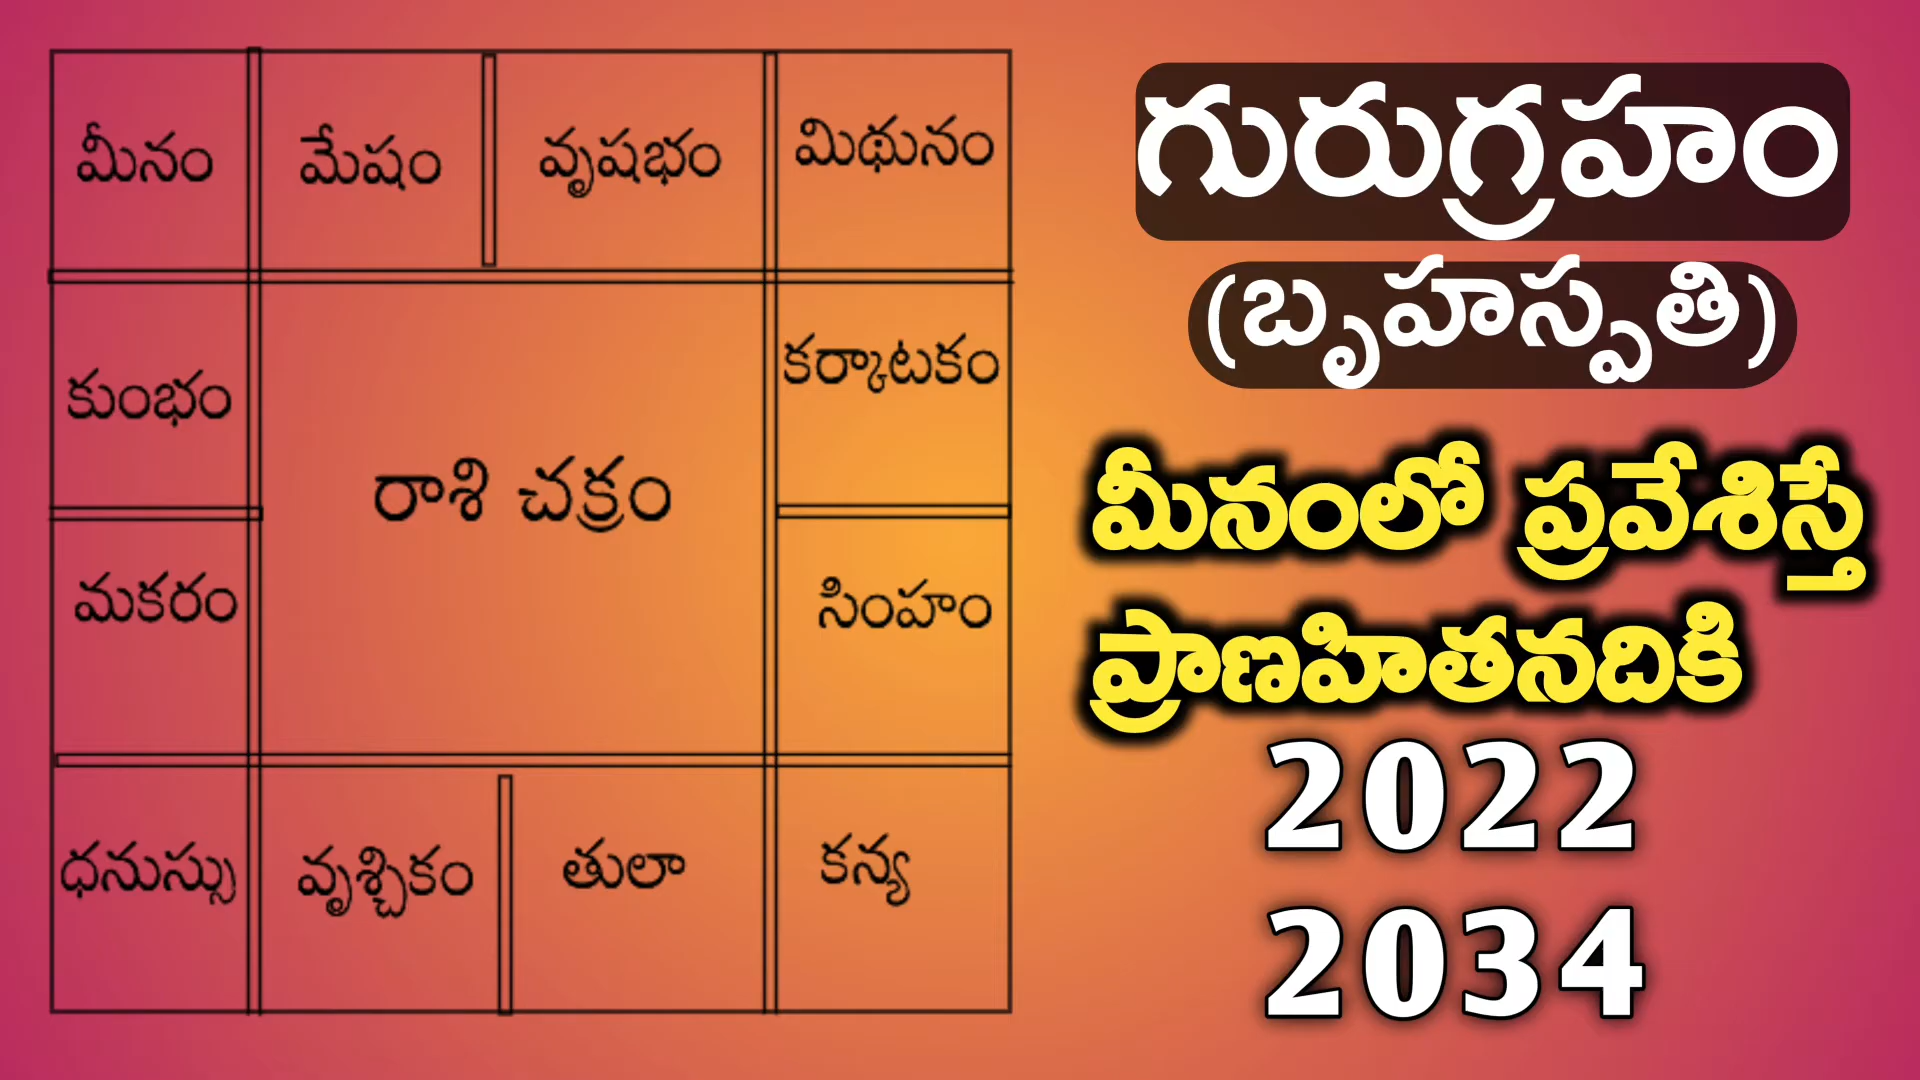 మీనం మేషం వృషభం మిథునం
కుంభం కర్కాటకం
రాశి చక్రం
మకరం సింహం
ధనుస్సు వృశ్చికం తులా కన్య
గురుగ్రహం
(బృహస్పతి)
మీనంలో ప్రవేశిస్తే
ప్రాణహితనదికి
2022
2034